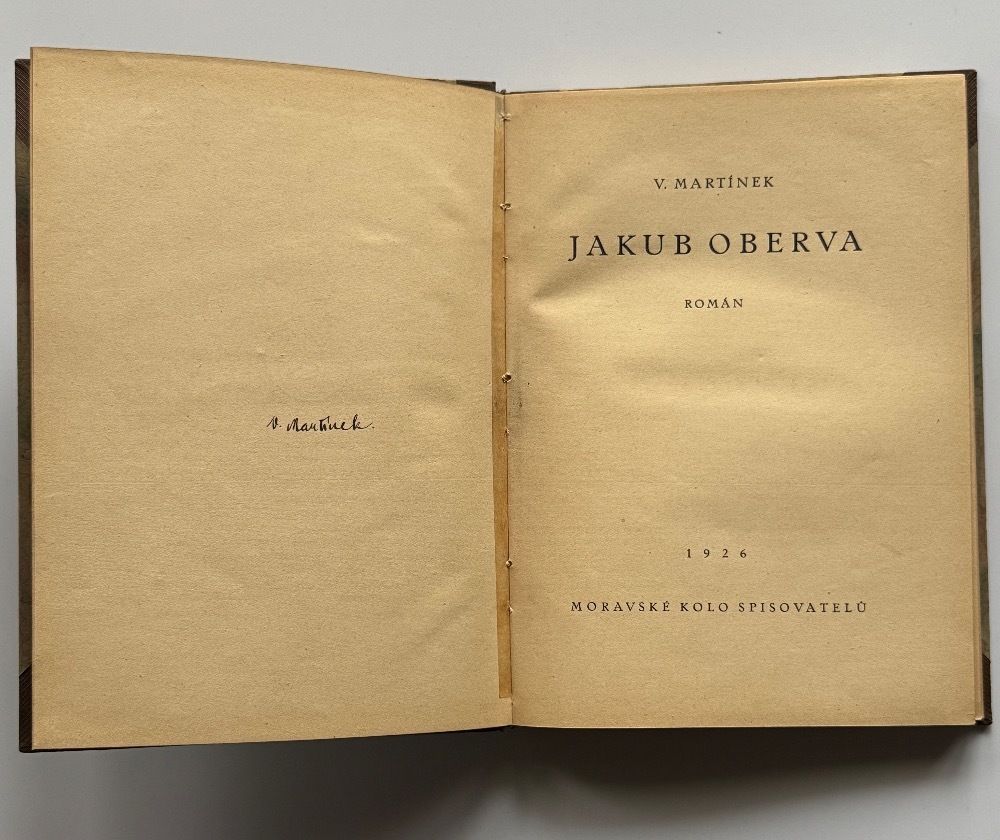 V. Martínek.
V. MARTÍNEK
JAKUB OBERVA
ROMÁN
1926
MORAVSKÉ KOLO SPISOVATELŮ